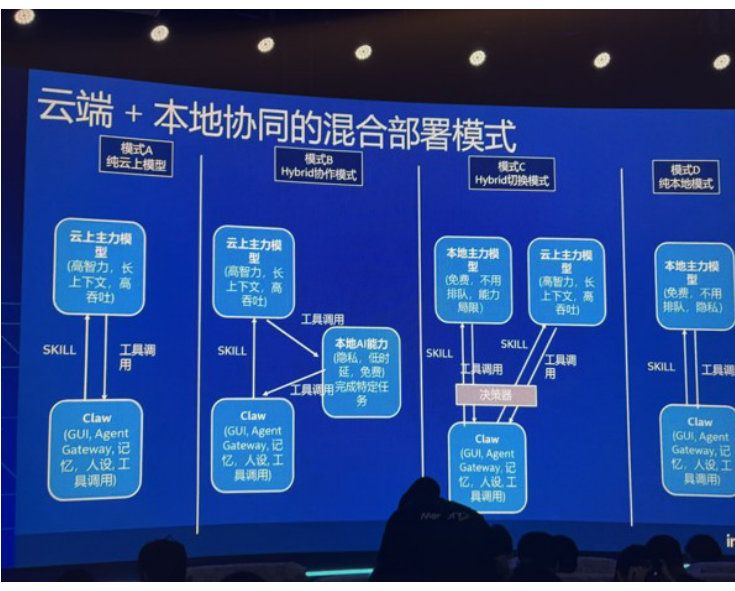 云端 + 本地协同的混合部署模式
模式A
纯云上模型
云上主力模
型
(高智力，长
上下文，高
吞吐)
SKILL
工具调
用
Claw
(GUI, Agent
Gateway, 记
忆，人设, 工
具调用)
模式B
Hybrid协作模式
云上主力模
型
(高智力，长
上下文，高
吞吐)
工具调用
SKILL
本地AI能力
(隐私，低时
延，免费)
完成特定任
务
工具调用
Claw
(GUI, Agent
Gateway, 记
忆，人设, 工
具调用)
模式C
Hybrid切换模式
本地主力模
型
(免费，不用
排队，能力
局限)
云上主力模
型
(高智力，长
上下文，高
吞吐)
SKILL
工具调用
SKILL
工具调
用
决策器
Claw
(GUI, Agent
Gateway, 记
忆，人设, 工
具调用)
模式D
纯本地模式
本地主力模
型
(免费，不用
排队，隐私)
SKILL
工具调
Claw
(GUI, Agent
Gateway, 记
忆，人设, 工
具调用)